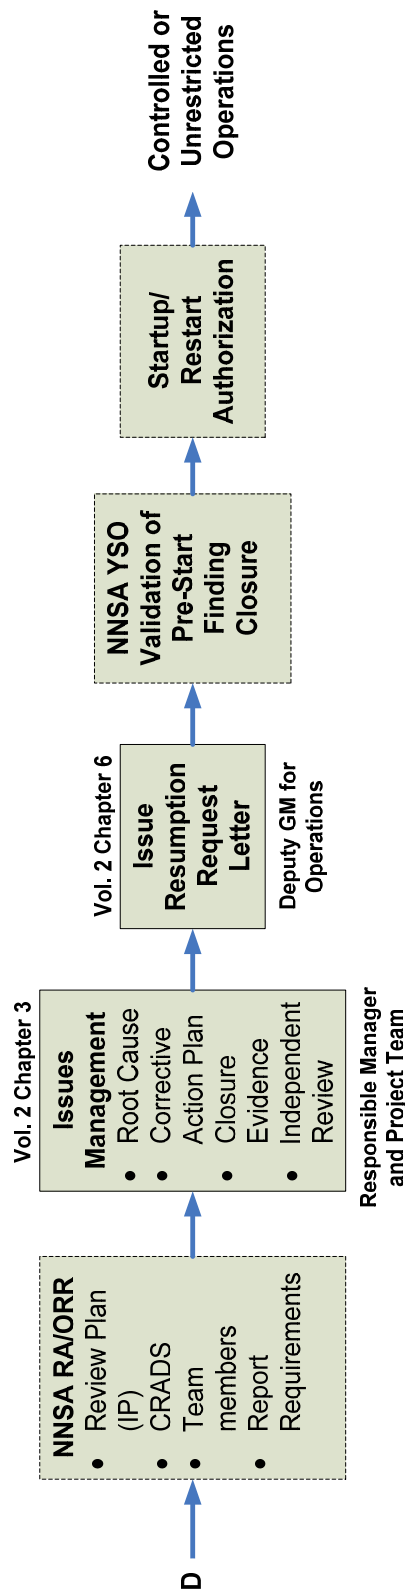 D
NNSA RA/ORR
• Review Plan
(IP)
• CRADS
• Team
members
• Report
Requirements
Vol. 2 Chapter 3
Issues
Management
• Root Cause
• Corrective
Action Plan
• Closure
Evidence
• Independent
Review
Responsible Manager
and Project Team
Vol. 2 Chapter 6
Issue
Resumption
Request
Letter
Deputy GM for
Operations
NNSA YSO
Validation of
Pre-Start
Finding
Closure
Startup/
Restart
Authorization
Controlled or
Unrestricted
Operations